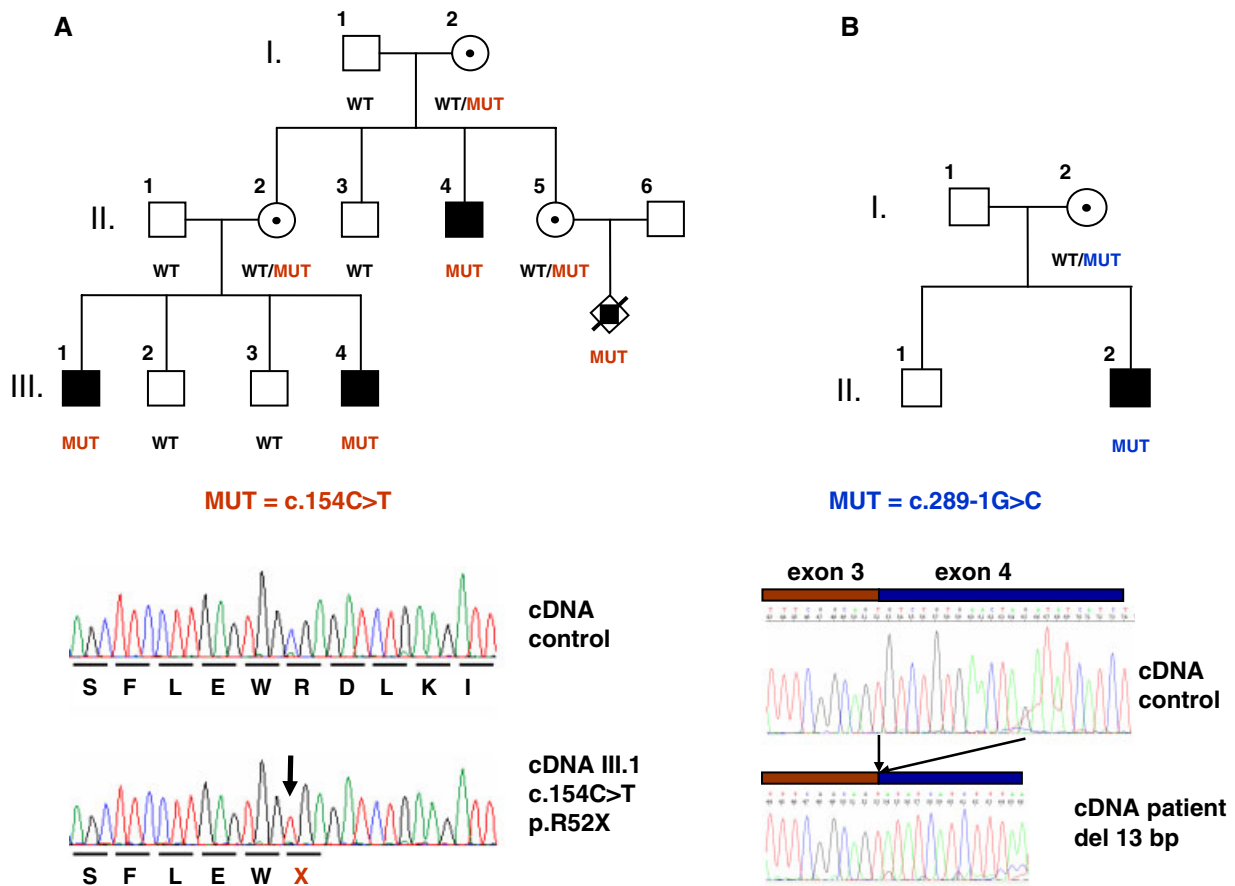 A
B
1 2
I.
WT WT/MUT
1 2 3 4 5 6
II.
WT WT/MUT WT MUT WT/MUT
MUT
1 2 3 4
III.
MUT WT WT MUT
MUT = c.154C>T
cDNA
control
S F L E W R D L K I
cDNA III.1
c.154C>T
p.R52X
S F L E W X
1 2
I.
WT/MUT
1 2
II.
MUT
MUT = c.289-1G>C
exon 3 exon 4
cDNA
control
cDNA patient
del 13 bp